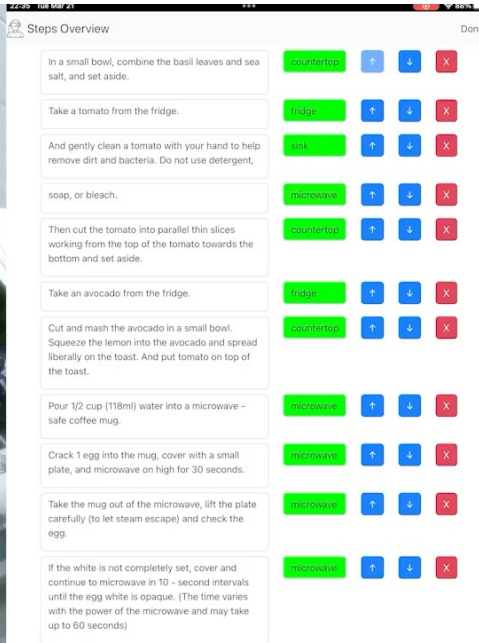 22:35 Tue Mar 21
88%
Steps Overview
Don
In a small bowl, combine the basil leaves and sea
salt, and set aside.
countertop
↑
↓
X
Take a tomato from the fridge.
fridge
↑
↓
X
And gently clean a tomato with your hand to help
remove dirt and bacteria. Do not use detergent,
sink
↑
↓
X
soap, or bleach.
microwave
↑
↓
X
Then cut the tomato into parallel thin slices
working from the top of the tomato towards the
bottom and set aside.
countertop
↑
↓
X
Take an avocado from the fridge.
fridge
↑
↓
X
Cut and mash the avocado in a small bowl.
Squeeze the lemon into the avocado and spread
liberally on the toast. And put tomato on top of
the toast.
countertop
↑
↓
X
Pour 1/2 cup (118ml) water into a microwave -
safe coffee mug.
microwave
↑
↓
X
Crack 1 egg into the mug, cover with a small
plate, and microwave on high for 30 seconds.
microwave
↑
↓
X
Take the mug out of the microwave, lift the plate
carefully (to let steam escape) and check the
egg.
microwave
↑
↓
X
If the white is not completely set, cover and
continue to microwave in 10 - second intervals
until the egg white is opaque. (The time varies
with the power of the microwave and may take
up to 60 seconds)
microwave
↑
↓
X